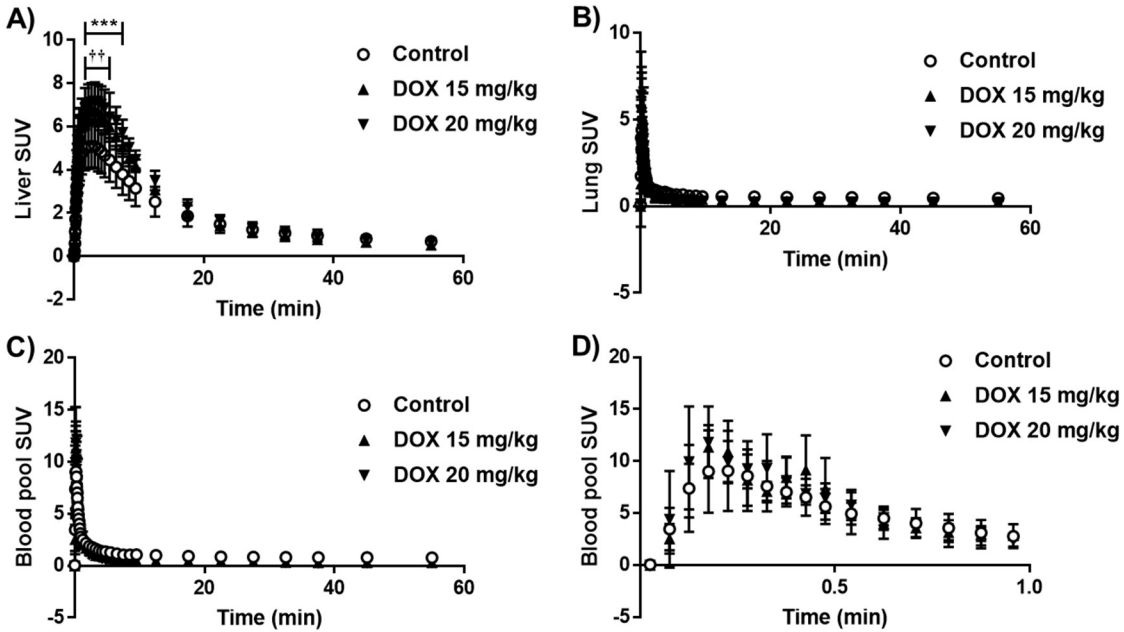 A)
***
††
10
8
6
4
2
0
-2
20
40
60
Liver SUV
Time (min)
Control
DOX 15 mg/kg
DOX 20 mg/kg
B)
10
5
0
-5
20
40
60
Lung SUV
Time (min)
Control
DOX 15 mg/kg
DOX 20 mg/kg
C)
20
15
10
5
0
-5
20
40
60
Blood pool SUV
Time (min)
Control
DOX 15 mg/kg
DOX 20 mg/kg
D)
20
15
10
5
0
-5
0.5
1.0
Blood pool SUV
Time (min)
Control
DOX 15 mg/kg
DOX 20 mg/kg